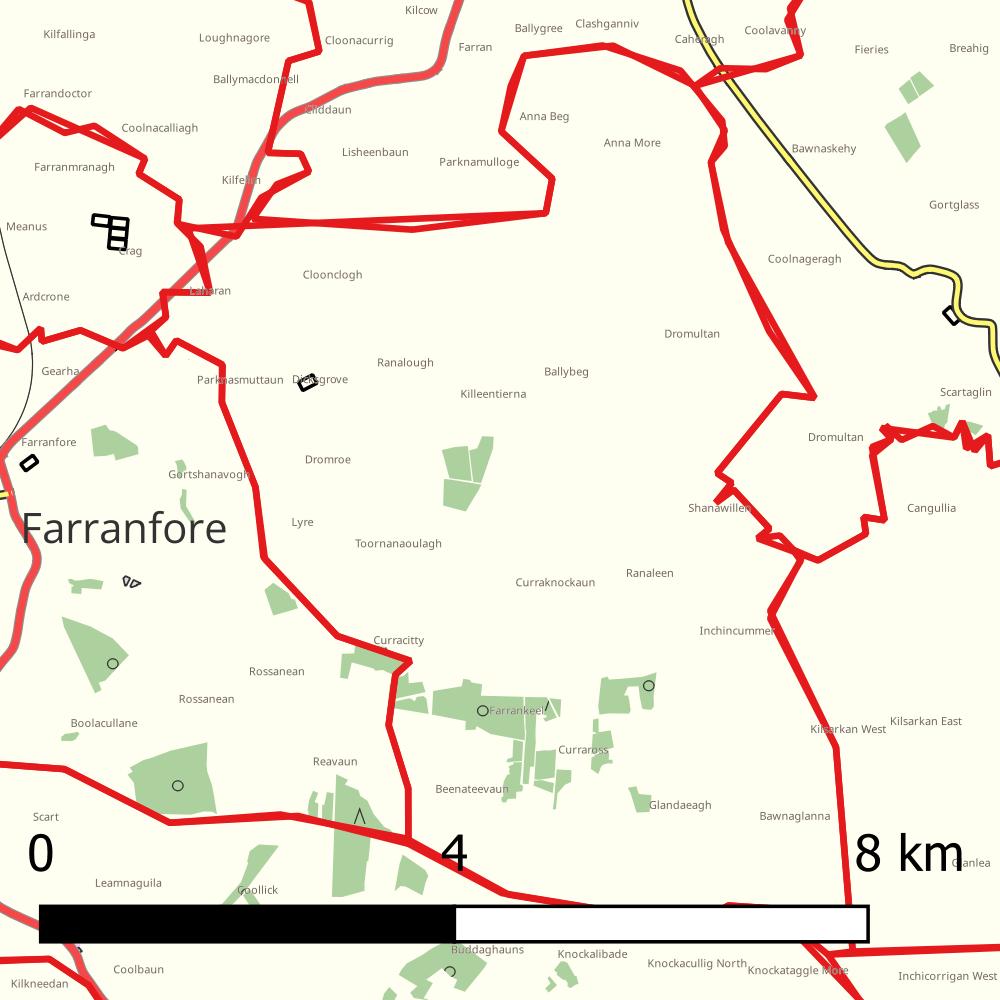 Kilcow
Kilfallinga
Loughnagore
Cloonacurrig
Farran
Ballygree
Clashganniv
Caheragh
Coolavanny
Fieries
Breahig
Ballymacdonnell
Farrandoctor
Gliddaun
Coolnacalliagh
Anna Beg
Anna More
Bawnaskehy
Lisheenbaun
Parknamulloge
Farranmranagh
Kilfelim
Gortglass
Meanus
Crag
Coolnageragh
Cloonclogh
Ardcrone
Laharan
Dromultan
Gearha
Ranalough
Ballybeg
Parknasmuttaun
Dicksgrove
Killeentierna
Scartaglin
Farranfore
Dromultan
Dromroe
Gortshanavogh
Shanawillen
Cangullia
Farranfore
Lyre
Toornanaoulagh
Curraknockaun
Ranaleen
Inchincummer
Curracitty
Rossanean
Rossanean
Farrankeel
Boolacullane
Kilsarkan West
Kilsarkan East
Curraross
Reavaun
Beenateevaun
Glandaeagh
Scart
Bawnaglanna
0
4
8 km
Glanlea
Leamnaguila
Coollick
Buddaghauns
Knockalibade
Knockacullig North
Knockataggle More
Coolbaun
Inchicorrigan West
Kilkneedan